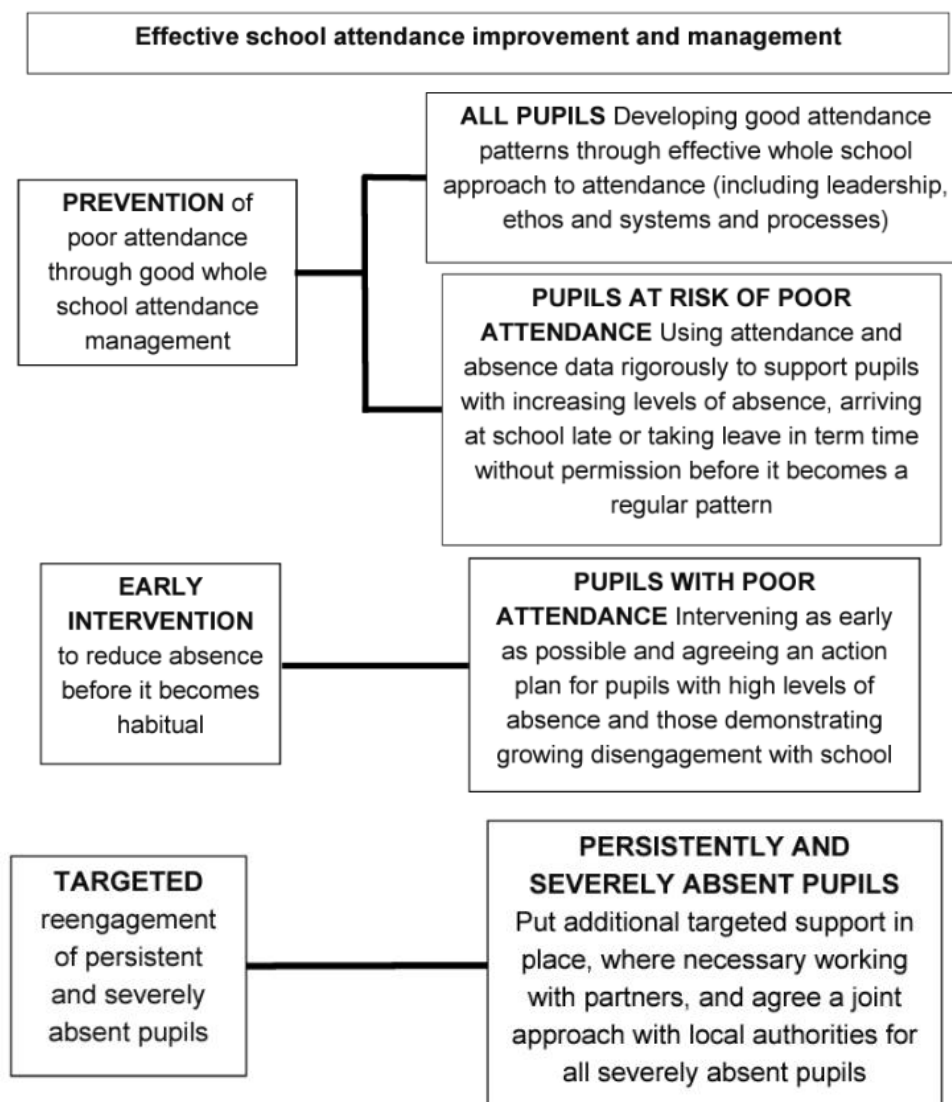 Effective school attendance improvement and management
PREVENTION of
poor attendance
through good whole
school attendance
management
ALL PUPILS Developing good attendance
patterns through effective whole school
approach to attendance (including leadership,
ethos and systems and processes)
PUPILS AT RISK OF POOR
ATTENDANCE Using attendance and
absence data rigorously to support pupils
with increasing levels of absence, arriving
at school late or taking leave in term time
without permission before it becomes a
regular pattern
EARLY
INTERVENTION
to reduce absence
before it becomes
habitual
PUPILS WITH POOR
ATTENDANCE Intervening as early
as possible and agreeing an action
plan for pupils with high levels of
absence and those demonstrating
growing disengagement with school
TARGETED
reengagement
of persistent
and severely
absent pupils
PERSISTENTLY AND
SEVERELY ABSENT PUPILS
Put additional targeted support in
place, where necessary working
with partners, and agree a joint
approach with local authorities for
all severely absent pupils